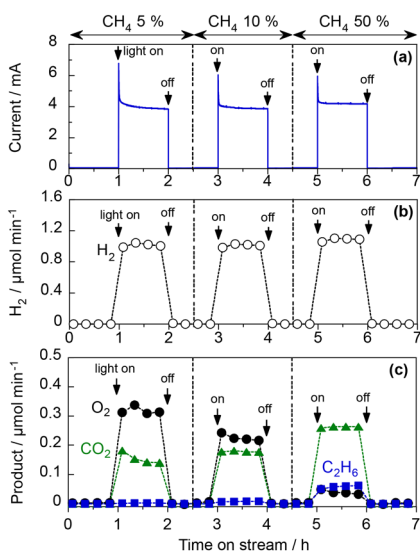 CH4 5 % CH4 10 % CH4 50 %
light on on on (a)
off off off
Current / mA
8
6
4
2
0
0 1 2 3 4 5 6 7
light on off on off on off (b)
H2
H2 / μmol min-1
1.6
1.2
0.8
0.4
0.0
0 1 2 3 4 5 6 7
light on off on off on off (c)
O2
CO2
C2H6
Product / μmol min-1
0.5
0.4
0.3
0.2
0.1
0.0
0 1 2 3 4 5 6 7
Time on stream / h